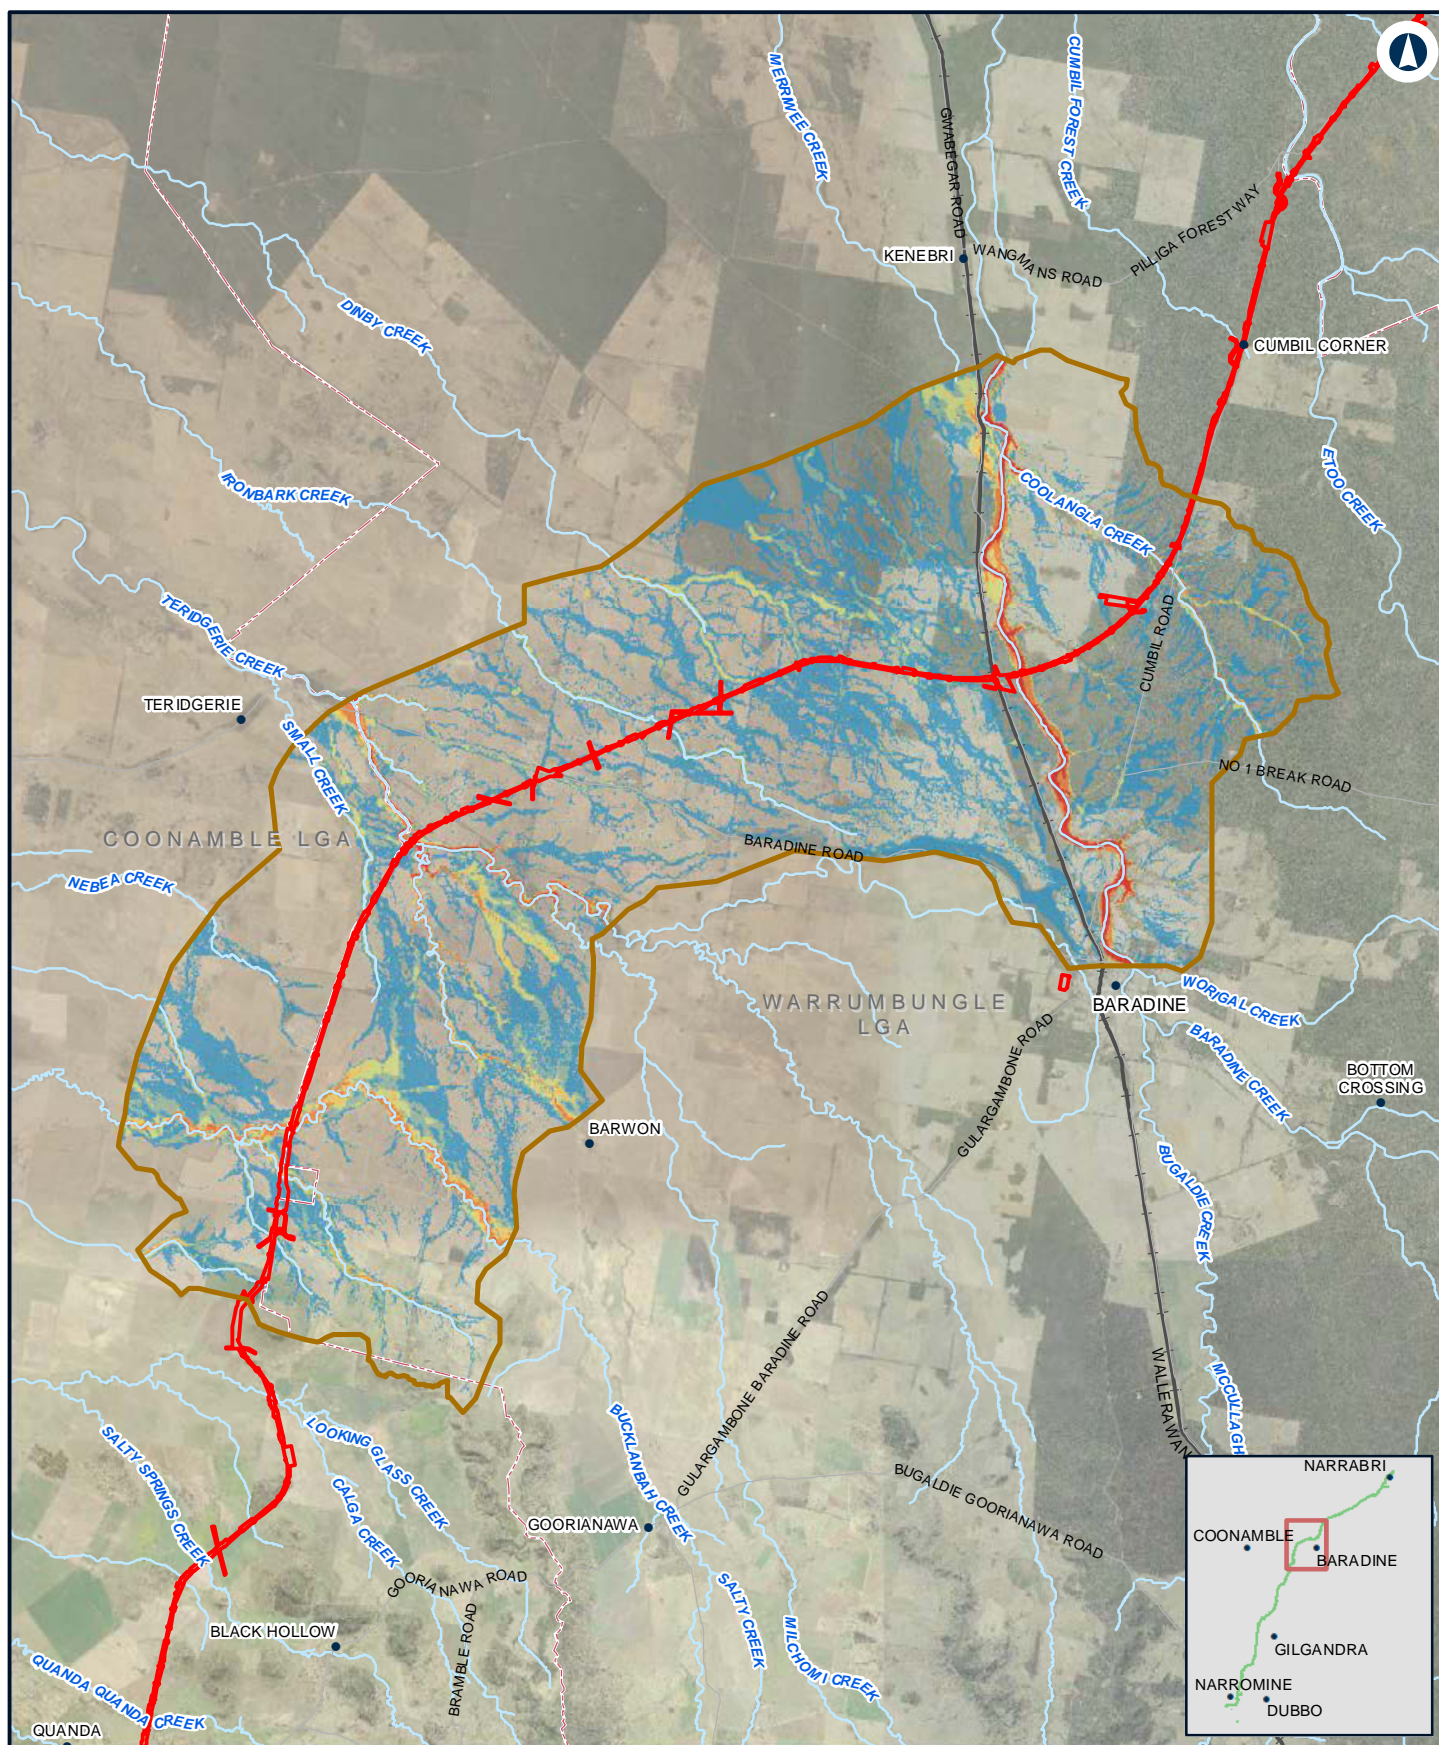 MERRIWEE CREEK
CUMBIL FOREST CREEK
GWABEGAR ROAD
PILLIGA FOREST WAY
KENEBRI
WANGMANS ROAD
DINBY CREEK
CUMBIL CORNER
IRONBARK CREEK
COOLANGLA CREEK
ETOO CREEK
TERIDGERIE CREEK
CUMBIL ROAD
TERIDGERIE
SMALL CREEK
NO 1 BREAK ROAD
COONAMBLE LGA
BARADINE ROAD
NEBEA CREEK
WARRUMBUNGLE
LGA
BARADINE
WORIGAL CREEK
GULARGAMBONE ROAD
BARADINE CREEK
BOTTOM
CROSSING
BARWON
BUGALDIE CREEK
GULARGAMBONE BARADINE ROAD
WALLERAWAN
MCCULLAGH
LOOKING GLASS CREEK
SALTY SPRINGS CREEK
CALGA CREEK
BUCKLANBAH CREEK
BUGALDIE GOORIANAWA ROAD
GOORIANAWA
GOORIANAWA ROAD
SALTY CREEK
BRAMBLE ROAD
MILCHOMI CREEK
BLACK HOLLOW
QUANDA QUANDA CREEK
QUANDA
NARRABRI
COONAMBLE
BARADINE
GILGANDRA
NARROMINE
DUBBO